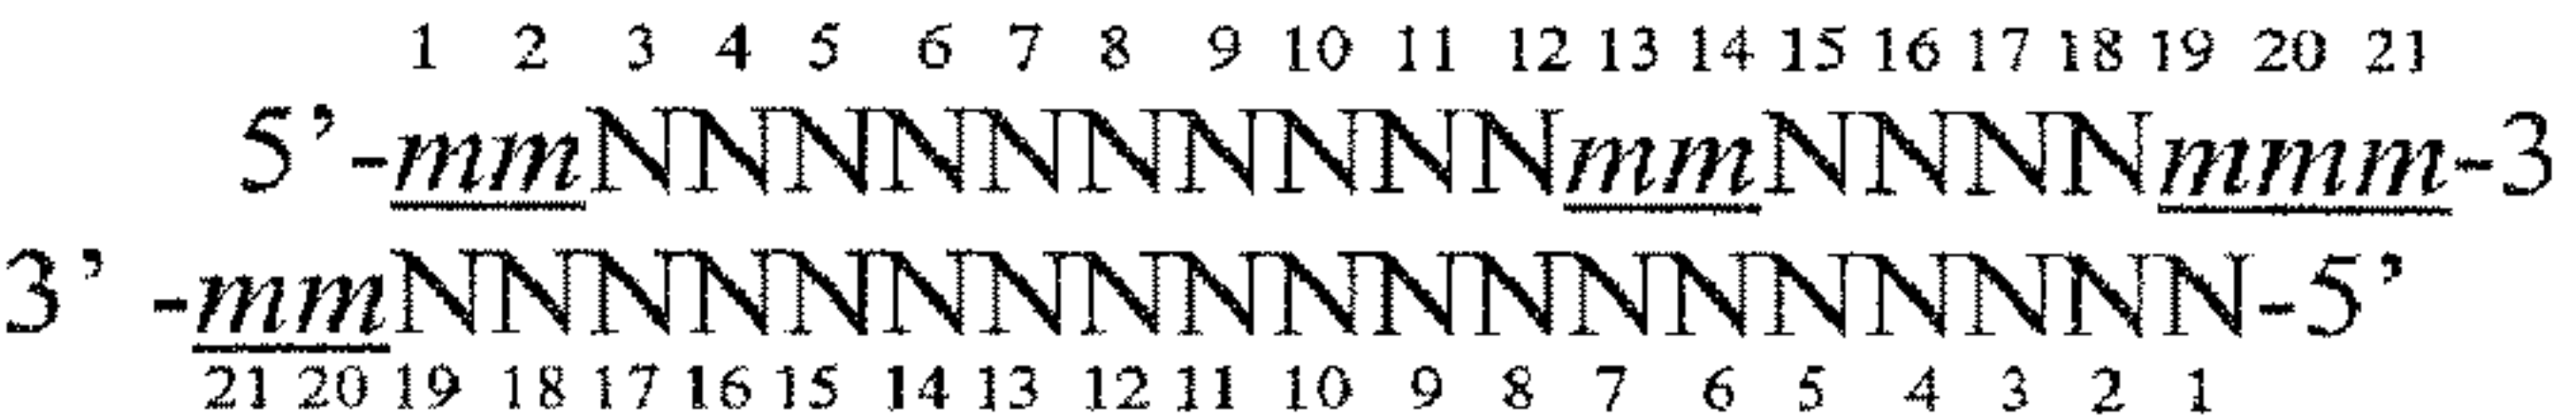 1 2 3 4 5 6 7 8 9 10 11 12 13 14 15 16 17 18 19 20 21
5’-mmNNNNNNNNNNmmNNNNmmm-3
3’ -mmNNNNNNNNNNNNNNNNNNN-5’
21 20 19 18 17 16 15 14 13 12 11 10 9 8 7 6 5 4 3 2 1